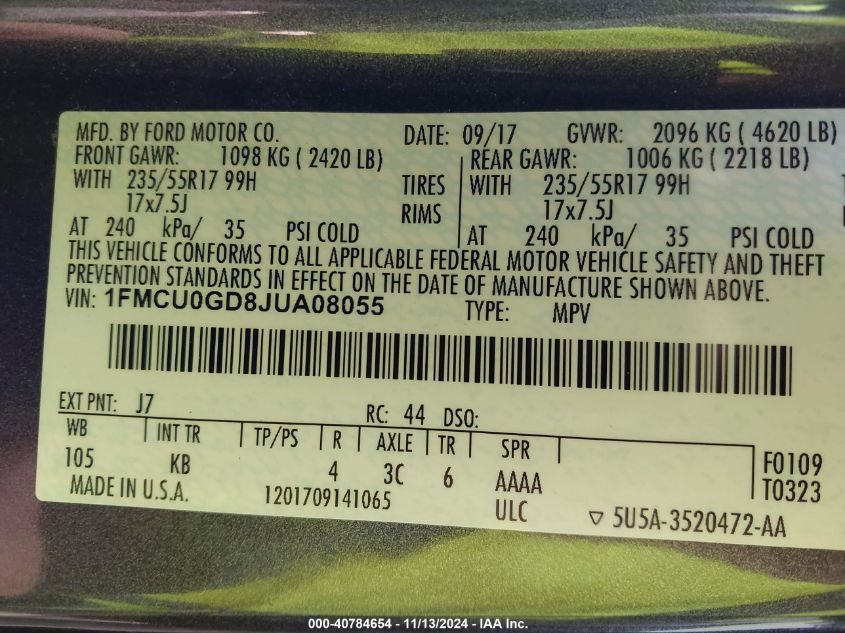 MFD. BY FORD MOTOR CO. DATE: 09/17 GVWR: 2096 KG ( 4620 LB)
FRONT GAWR: 1098 KG ( 2420 LB) REAR GAWR: 1006 KG ( 2218 LB)
WITH 235/55R17 99H TIRES WITH 235/55R17 99H
17x7.5J RIMS 17x7.5J
AT 240 kPa/ 35 PSI COLD AT 240 kPa/ 35 PSI COLD
THIS VEHICLE CONFORMS TO ALL APPLICABLE FEDERAL MOTOR VEHICLE SAFETY AND THEFT
PREVENTION STANDARDS IN EFFECT ON THE DATE OF MANUFACTURE SHOWN ABOVE.
VIN: 1FMCU0GD8JUA08055 TYPE: MPV
EXT PNT: J7 RC: 44 DSO:
WB INT TR TP/PS R AXLE TR SPR
105 KB 4 3C 6 AAAA F0109
MADE IN U.S.A. 1201709141065 ULC T0323
▽ 5U5A-3520472-AA
000-40784654 - 11/13/2024 - IAA Inc.